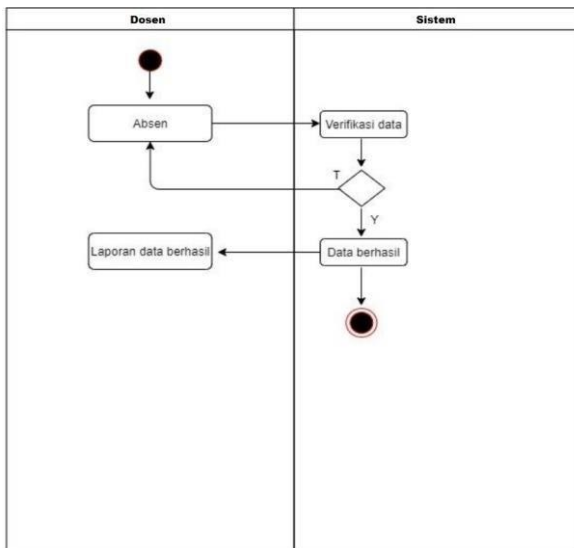 Dosen
Sistem
Absen
Verifikasi data
T
Y
Laporan data berhasil
Data berhasil